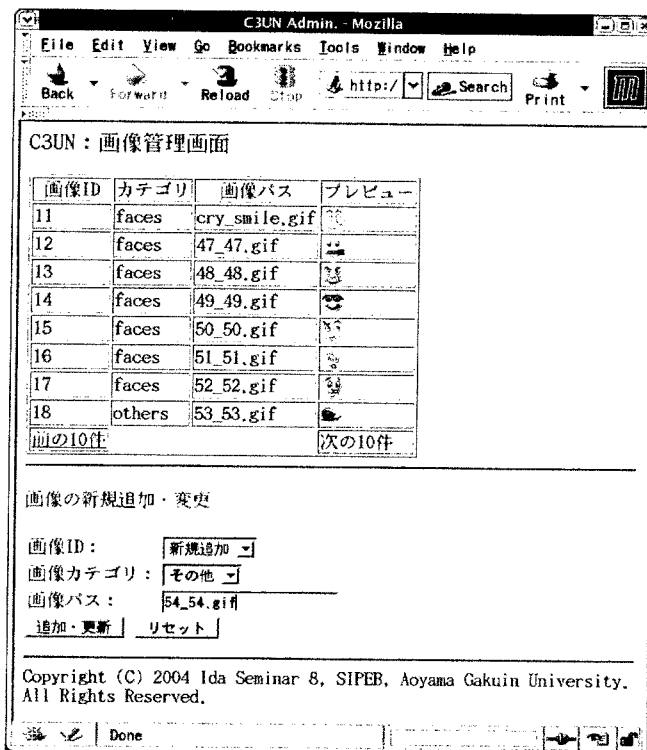 C3UN Admin. - Mozilla
File Edit View Go Bookmarks Tools Window Help
Back Forward Reload Stop http:/ Search Print
C3UN：画像管理画面
画像ID カテゴリ 画像パス プレビュー
11 faces cry_smile.gif
12 faces 47_47.gif
13 faces 48_48.gif
14 faces 49_49.gif
15 faces 50_50.gif
16 faces 51_51.gif
17 faces 52_52.gif
18 others 53_53.gif
前の10件 次の10件
画像の新規追加・変更
画像ID： 新規追加
画像カテゴリ： その他
画像パス： 54_54.gif
追加・更新 リセット
Copyright (C) 2004 Ida Seminar 8, SIPEB, Aoyama Gakuin University.
All Rights Reserved.
Done